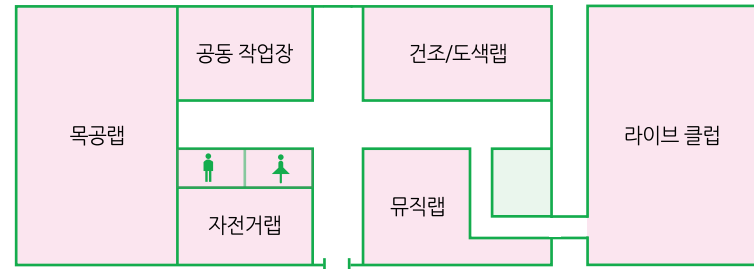 공동 작업장
건조/도색랩
목공랩
라이브 클럽
뮤직랩
자전거랩